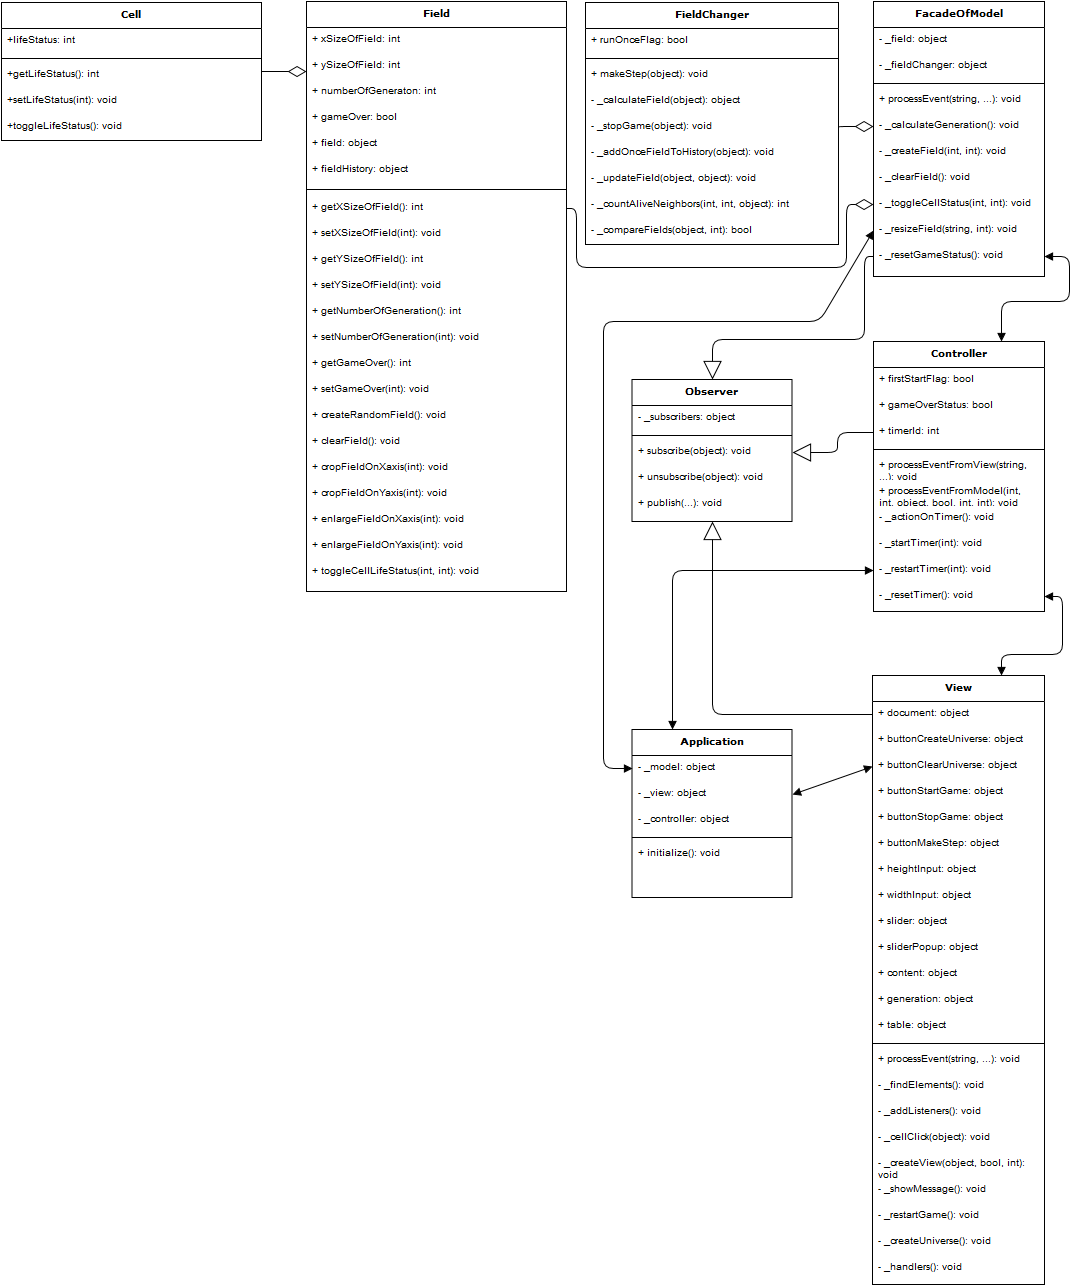 Cell
+lifeStatus: int
+getLifeStatus(): int
+setLifeStatus(int): void
+toggleLifeStatus(): void
Field
+ xSizeOfField: int
+ ySizeOfField: int
+ numberOfGeneraton: int
+ gameOver: bool
+ field: object
+ fieldHistory: object
+ getXSizeOfField(): int
+ setXSizeOfField(int): void
+ getYSizeOfField(): int
+ setYSizeOfField(int): void
+ getNumberOfGeneration(): int
+ setNumberOfGeneration(int): void
+ getGameOver(): int
+ setGameOver(int): void
+ createRandomField(): void
+ clearField(): void
+ cropFieldOnXaxis(int): void
+ cropFieldOnYaxis(int): void
+ enlargeFieldOnXaxis(int): void
+ enlargeFieldOnYaxis(int): void
+ toggleCellLifeStatus(int, int): void
FieldChanger
+ runOnceFlag: bool
+ makeStep(object): void
- _calculateField(object): object
- _stopGame(object): void
- _addOnceFieldToHistory(object): void
- _updateField(object, object): void
- _countAliveNeighbors(int, int, object): int
- _compareFields(object, int): bool
FacadeOfModel
- _field: object
- _fieldChanger: object
+ processEvent(string, ...): void
- _calculateGeneration(): void
- _createField(int, int): void
- _clearField(): void
- _toggleCellStatus(int, int): void
- _resizeField(string, int): void
- _resetGameStatus(): void
Observer
- _subscribers: object
+ subscribe(object): void
+ unsubscribe(object): void
+ publish(...): void
Controller
+ firstStartFlag: bool
+ gameOverStatus: bool
+ timerId: int
+ processEventFromView(string,
...): void
+ processEventFromModel(int,
int, object, bool, int, int): void
- _actionOnTimer(): void
- _startTimer(int): void
- _restartTimer(int): void
- _resetTimer(): void
Application
- _model: object
- _view: object
- _controller: object
+ initialize(): void
View
+ document: object
+ buttonCreateUniverse: object
+ buttonClearUniverse: object
+ buttonStartGame: object
+ buttonStopGame: object
+ buttonMakeStep: object
+ heightInput: object
+ widthInput: object
+ slider: object
+ sliderPopup: object
+ content: object
+ generation: object
+ table: object
+ processEvent(string, ...): void
- _findElements(): void
- _addListeners(): void
- _cellClick(object): void
- _createView(object, bool, int):
void
- _showMessage(): void
- _restartGame(): void
- _createUniverse(): void
- _handlers(): void